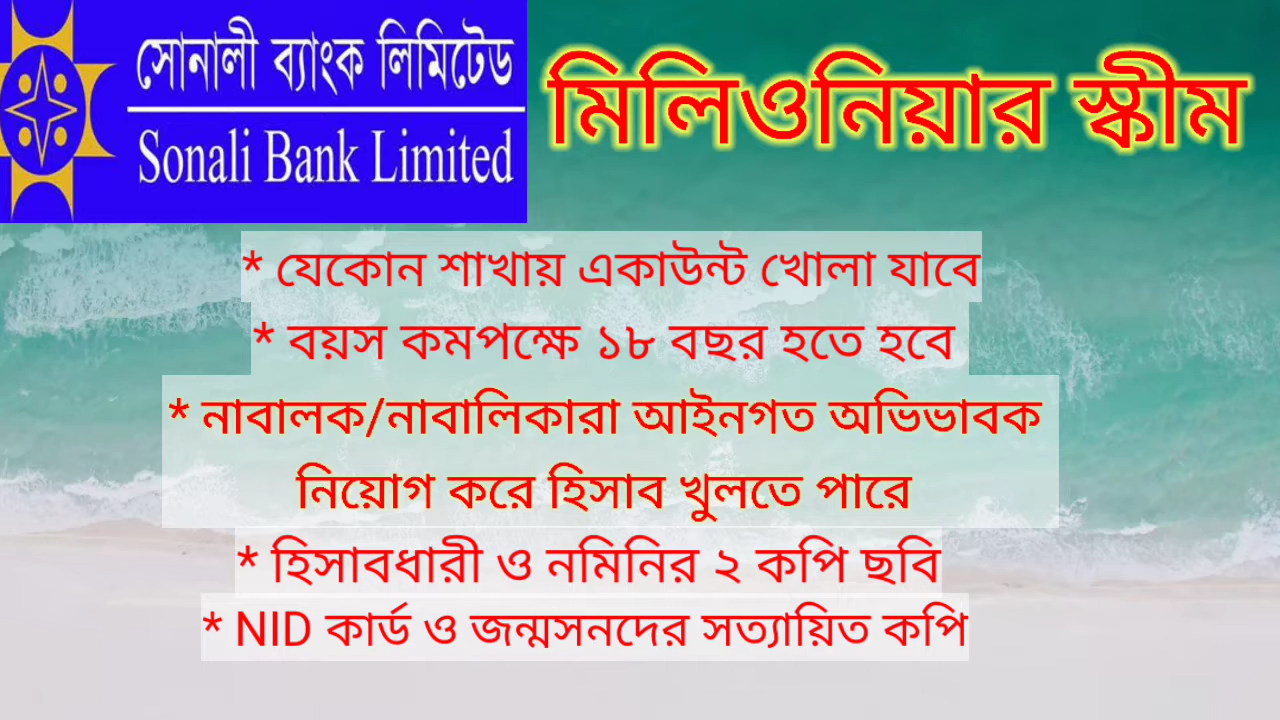 সোনালী ব্যাংক লিমিটেড
Sonali Bank Limited
মিলিওনিয়ার স্কীম
* যেকোন শাখায় একাউন্ট খোলা যাবে
* বয়স কমপক্ষে ১৮ বছর হতে হবে
* নাবালক/নাবালিকারা আইনগত অভিভাবক
নিয়োগ করে হিসাব খুলতে পারে
* হিসাবধারী ও নমিনির ২ কপি ছবি
* NID কার্ড ও জন্মসনদের সত্যায়িত কপি